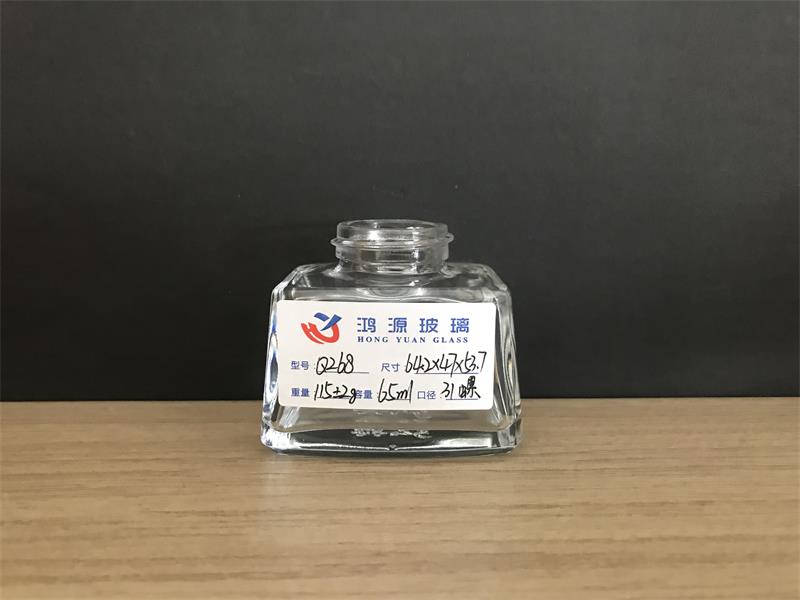 鸿源玻璃
HONG YUAN GLASS
型号: Q268 尺寸 64.2x47x53.7
重量: 115±2g 容量: 65ml 口径: 31螺